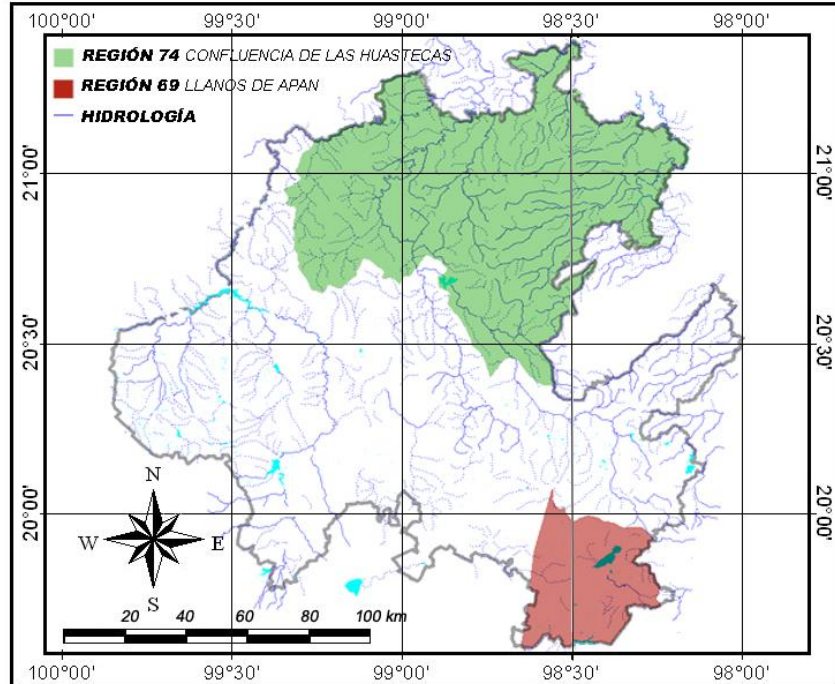 100°00' 99°30' 99°00' 98°30' 98°00'
REGIÓN 74 CONFLUENCIA DE LAS HUASTECAS
REGIÓN 69 LLANOS DE APAN
HIDROLOGÍA
21°00' 21°00'
20°30' 20°30'
20°00' 20°00'
N
W E
S
20 40 60 80 100 km
100°00' 99°30' 99°00' 98°30' 98°00'